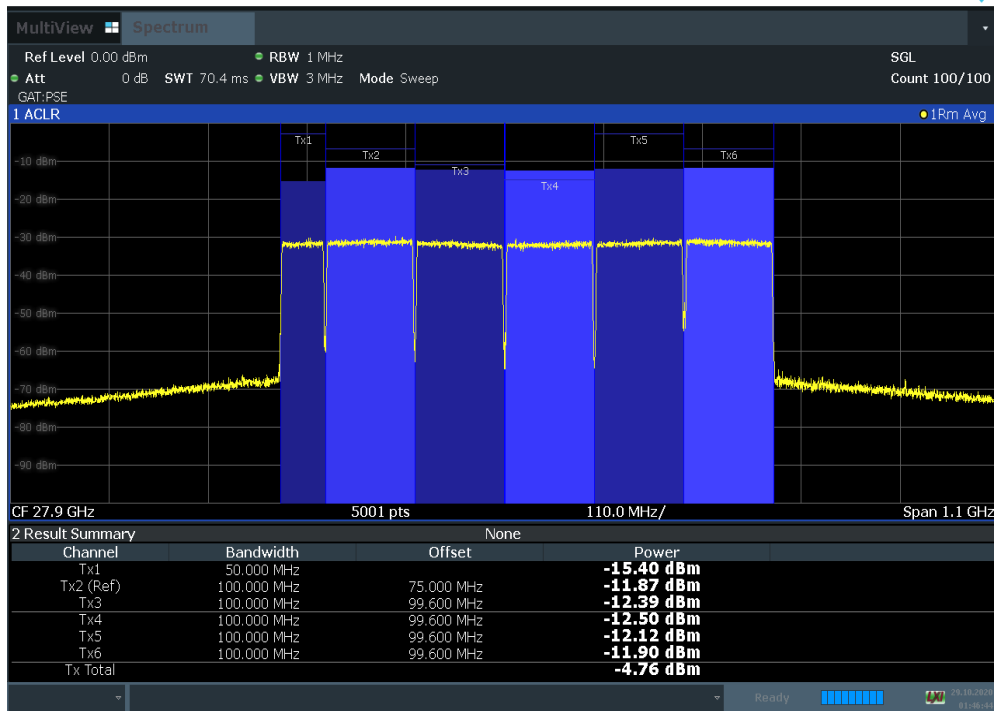 MultiView Spectrum
Ref Level 0.00 dBm RBW 1 MHz SGL
Att 0 dB SWT 70.4 ms VBW 3 MHz Mode Sweep Count 100/100
GAT:PSE
1 ACLR 1Rm Avg
Tx1 Tx5
Tx2 Tx6
-10 dBm
Tx3
Tx4
-20 dBm
-30 dBm
-40 dBm
-50 dBm
-60 dBm
-70 dBm
-80 dBm
-90 dBm
CF 27.9 GHz 5001 pts 110.0 MHz/ Span 1.1 GHz
2 Result Summary None
Channel Bandwidth Offset Power
Tx1 50.000 MHz -15.40 dBm
Tx2 (Ref) 100.000 MHz 75.000 MHz -11.87 dBm
Tx3 100.000 MHz 99.600 MHz -12.39 dBm
Tx4 100.000 MHz 99.600 MHz -12.50 dBm
Tx5 100.000 MHz 99.600 MHz -12.12 dBm
Tx6 100.000 MHz 99.600 MHz -11.90 dBm
Tx Total -4.76 dBm
Ready 29.10.2020
01:46:44